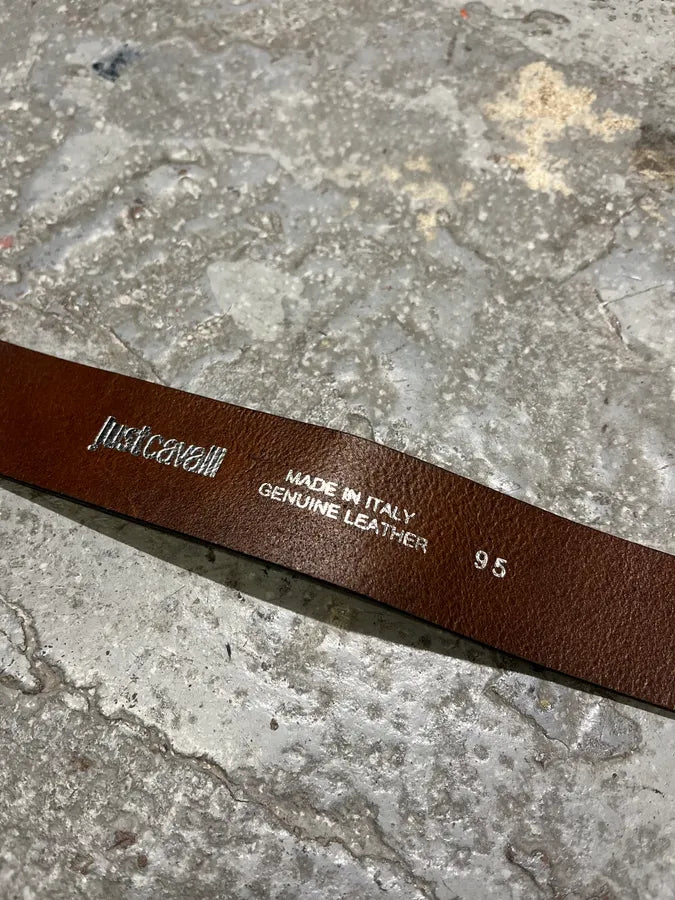 justcavalli
MADE IN ITALY
GENUINE LEATHER
95